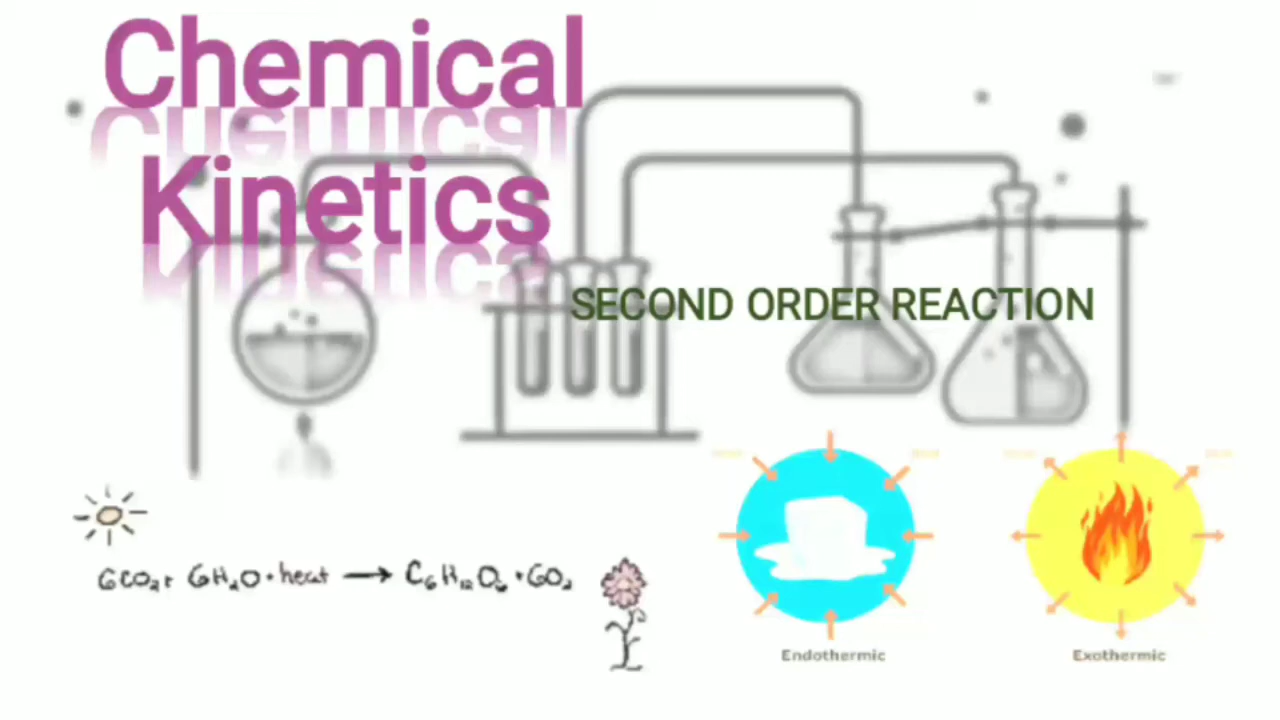 Chemical
Kinetics
SECOND ORDER REACTION
6CO₂+ 6H₂O + heat → C₆H₁₂O₆ + 6O₂
Endothermic
Exothermic